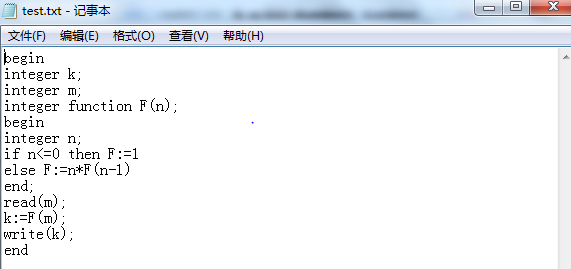 test.txt - 记事本
文件(F) 编辑(E) 格式(O) 查看(V) 帮助(H)
begin
integer k;
integer m;
integer function F(n);
begin
integer n;
if n<=0 then F:=1
else F:=n*F(n-1)
end;
read(m);
k:=F(m);
write(k);
end